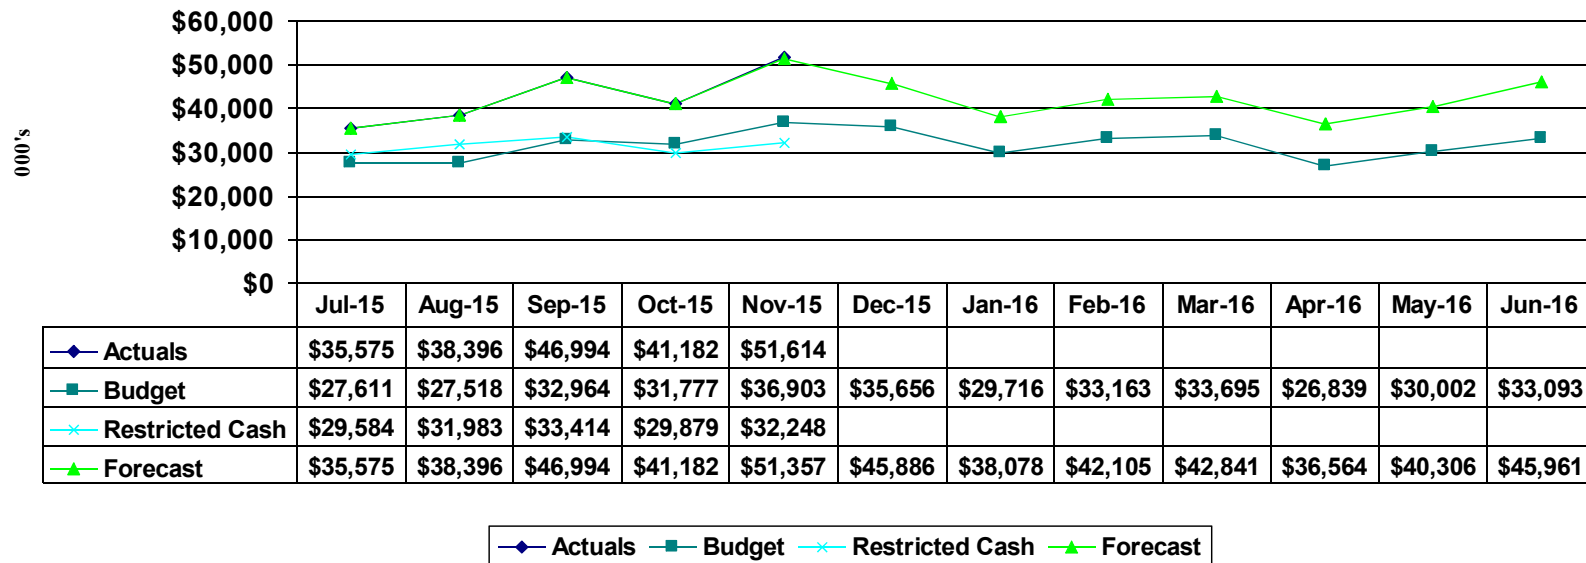 $60,000
$50,000
$40,000
$30,000
$20,000
$10,000
$0
000's
Jul-15 Aug-15 Sep-15 Oct-15 Nov-15 Dec-15 Jan-16 Feb-16 Mar-16 Apr-16 May-16 Jun-16
Actuals $35,575 $38,396 $46,994 $41,182 $51,614
Budget $27,611 $27,518 $32,964 $31,777 $36,903 $35,656 $29,716 $33,163 $33,695 $26,839 $30,002 $33,093
Restricted Cash $29,584 $31,983 $33,414 $29,879 $32,248
Forecast $35,575 $38,396 $46,994 $41,182 $51,357 $45,886 $38,078 $42,105 $42,841 $36,564 $40,306 $45,961
Actuals Budget Restricted Cash Forecast